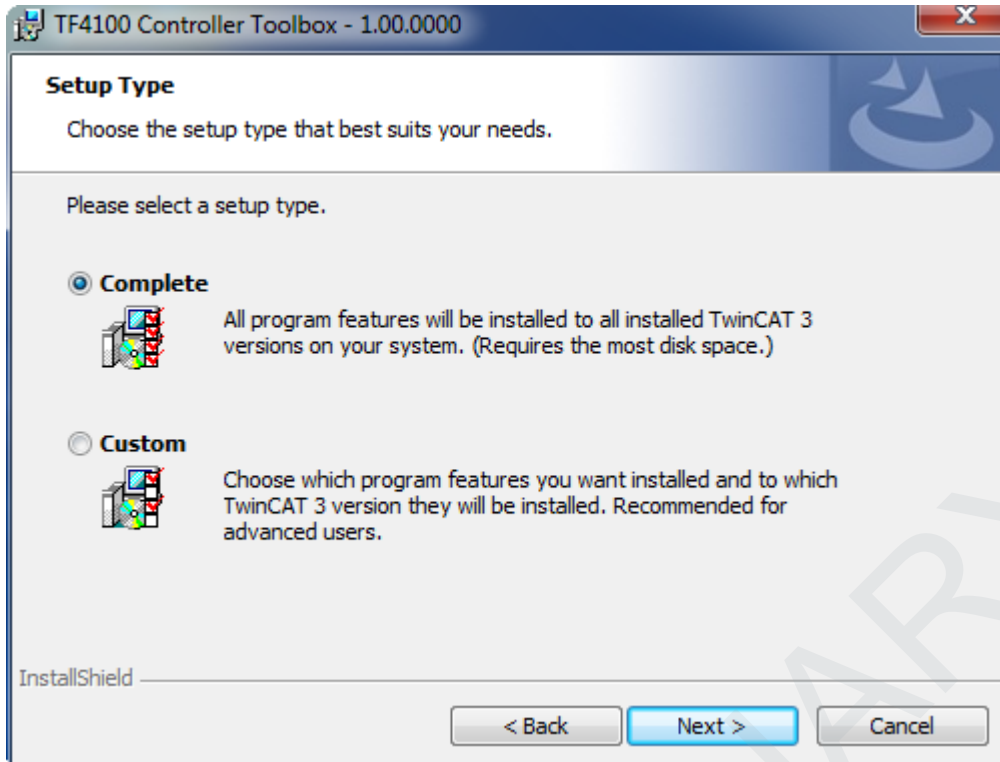 TF4100 Controller Toolbox - 1.00.0000
Setup Type
Choose the setup type that best suits your needs.
Please select a setup type.
Complete
All program features will be installed to all installed TwinCAT 3
versions on your system. (Requires the most disk space.)
Custom
Choose which program features you want installed and to which
TwinCAT 3 version they will be installed. Recommended for
advanced users.
InstallShield
< Back Next > Cancel